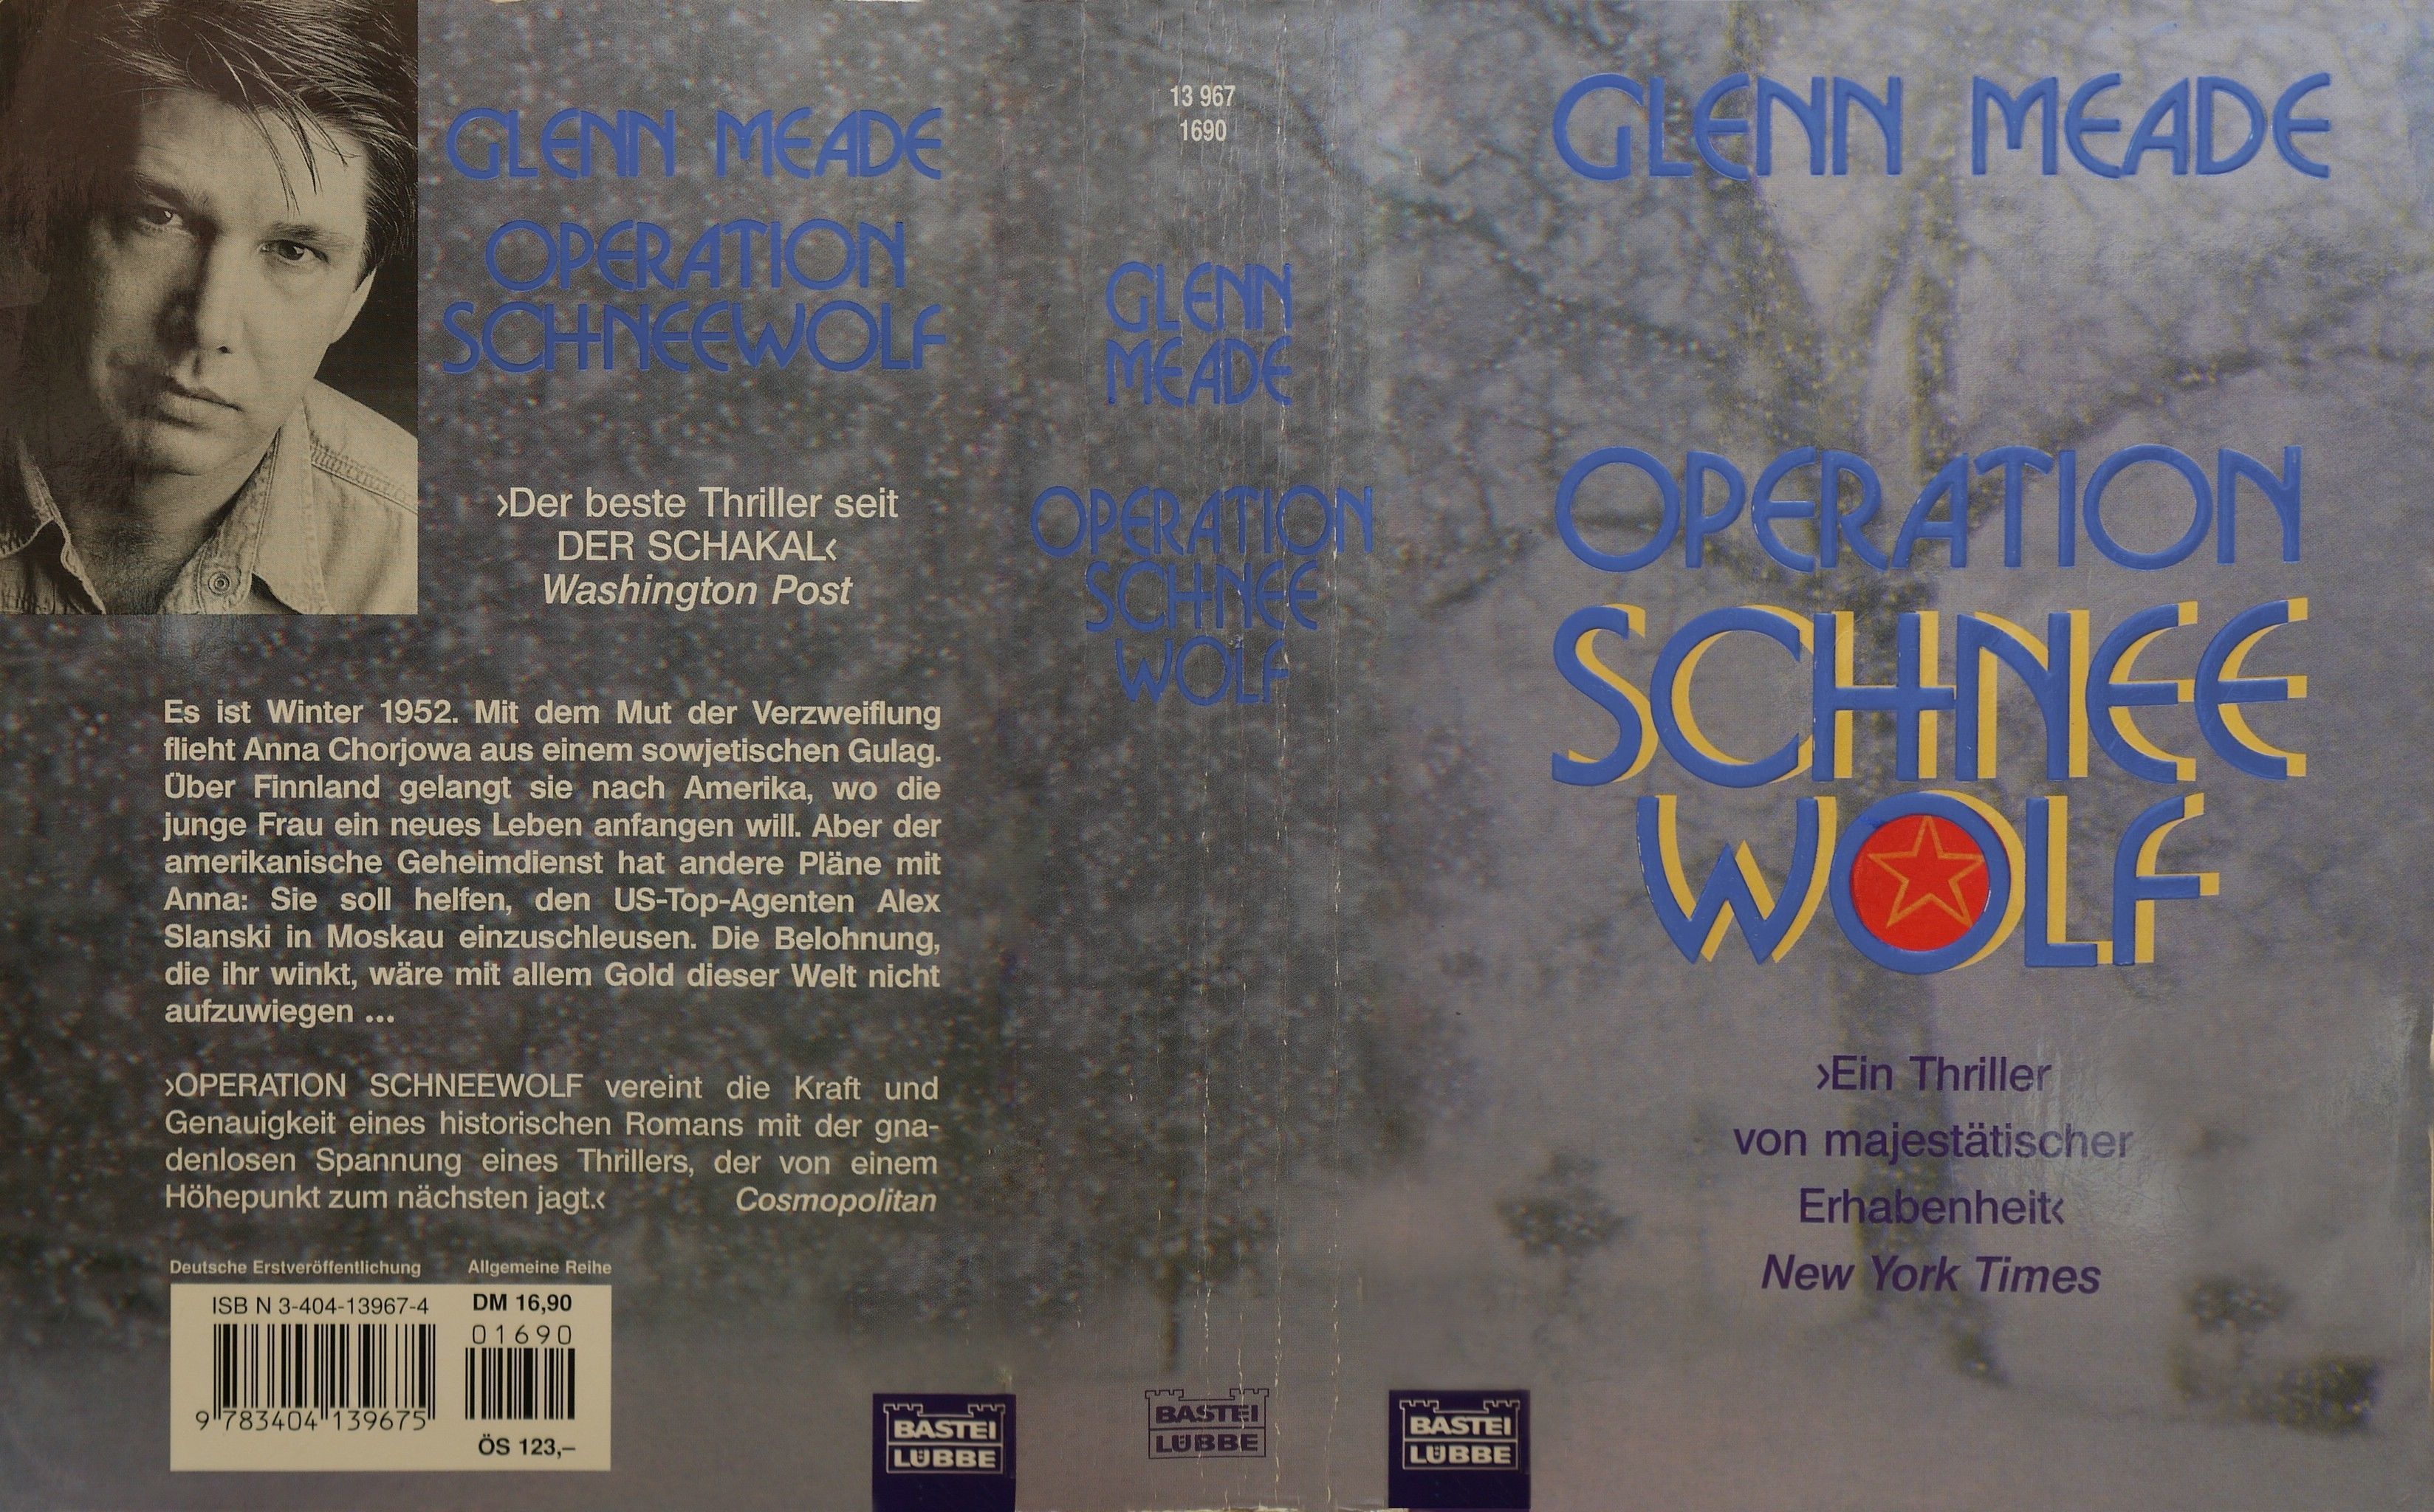 GLENN MEADE
OPERATION
SCHNEEWOLF
›Der beste Thriller seit
DER SCHAKAL‹
Washington Post
Es ist Winter 1952. Mit dem Mut der Verzweiflung
flieht Anna Chorjowa aus einem sowjetischen Gulag.
Über Finnland gelangt sie nach Amerika, wo die
junge Frau ein neues Leben anfangen will. Aber der
amerikanische Geheimdienst hat andere Pläne mit
Anna: Sie soll helfen, den US-Top-Agenten Alex
Slanski in Moskau einzuschleusen. Die Belohnung,
die ihr winkt, wäre mit allem Gold dieser Welt nicht
aufzuwiegen ...
›OPERATION SCHNEEWOLF vereint die Kraft und
Genauigkeit eines historischen Romans mit der gna-
denlosen Spannung eines Thrillers, der von einem
Höhepunkt zum nächsten jagt.‹ Cosmopolitan
Deutsche Erstveröffentlichung Allgemeine Reihe
ISB N 3-404-13967-4 DM 16,90
01690
9 783404 139675
ÖS 123,–
BASTEI
LÜBBE
13 967
1690
GLENN
MEADE
OPERATION
SCHNEE
WOLF
BASTEI
LÜBBE
GLENN MEADE
OPERATION
SCHNEE
WOLF
›Ein Thriller
von majestätischer
Erhabenheit‹
New York Times
BASTEI
LÜBBE